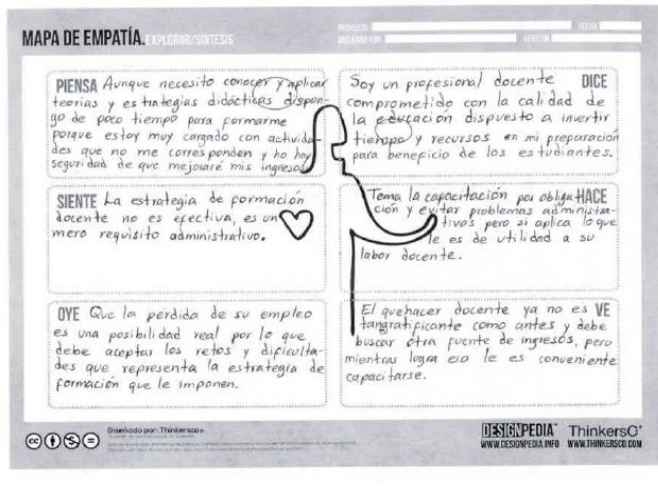 MAPA DE EMPATÍA. EXPLORAR/SÍNTESIS
PIENSA Aunque necesito conocer y aplicar
teorías y estrategias didácticas dispon-
go de poco tiempo para formarme
porque estoy muy cargado con activida-
des que no me corresponden y no hay
seguridad de que mejoraré mis ingresos
Soy un profesional docente DICE
comprometido con la calidad de
la educación dispuesto a invertir
tiempo y recursos en mi preparación
para beneficio de los estudiantes.
SIENTE La estrategia de formación
docente no es efectiva, es un
mero requisito administrativo.
Toma la capacitación por obliga- HACE
ción y evitar problemas administra-
tivos pero si aplica lo que
le es de utilidad a su
labor docente.
OYE Que la pérdida de su empleo
es una posibilidad real por lo que
debe aceptar los retos y dificulta-
des que representa la estrategia de
formación que le imponen.
El quehacer docente ya no es VE
tan gratificante como antes y debe
buscar otra fuente de ingresos, pero
mientras logra eso le es conveniente
capacitarse.
Diseñado por: Thinkersco
DESIGNPEDIA
WWW.DESIGNPEDIA.INFO
ThinkersCo
WWW.THINKERSCO.COM